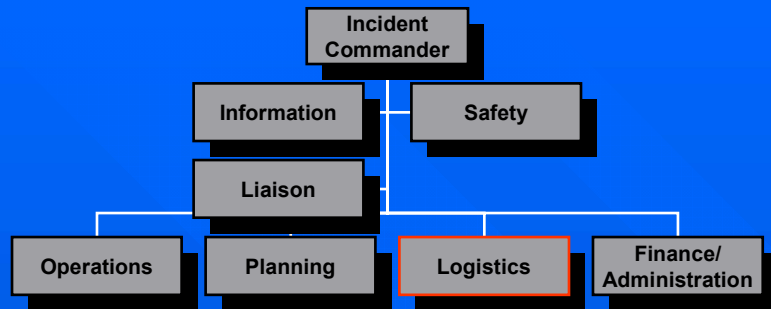 Incident
Commander
Information
Safety
Liaison
Operations
Planning
Logistics
Finance/
Administration